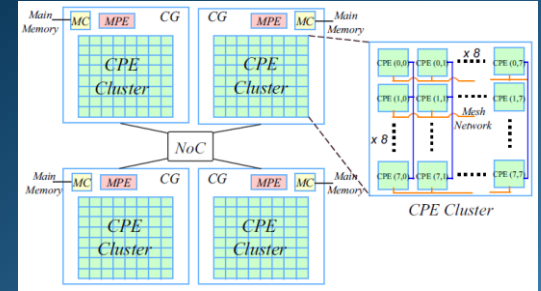 Main
Memory
MC
MPE
CG
CPE
Cluster
CG
MPE
MC
Main
Memory
CPE
Cluster
NoC
Main
Memory
MC
MPE
CG
CPE
Cluster
CG
MPE
MC
Main
Memory
CPE
Cluster
CPE (0,0)
CPE (0,1)
x 8
CPE (0,7
CPE (1,0)
CPE (1,1)
CPE (1,7)
Mesh
Network
x 8
CPE (7,0)
CPE (7,1)
CPE (7,7
CPE Cluster